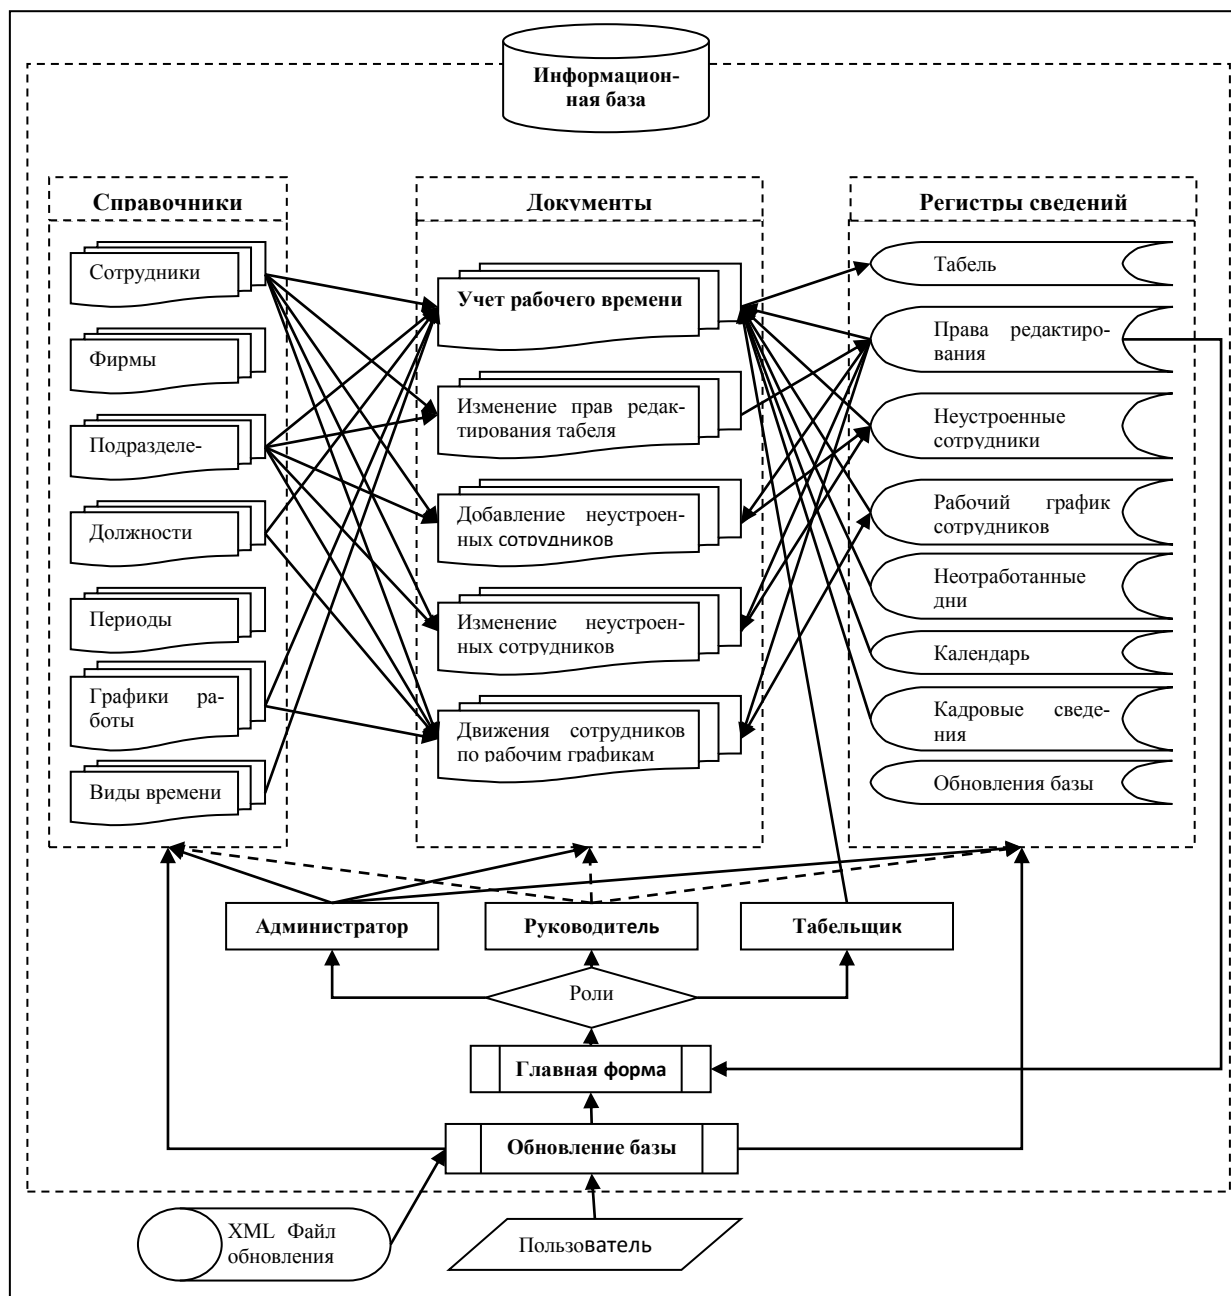 Информацион-
ная база
Справочники
Документы
Регистры сведений
Сотрудники
Фирмы
Подразделе-
Должности
Периоды
Графики ра-
боты
Виды времени
Учет рабочего времени
Изменение прав редак-
тирования табеля
Добавление неустроен-
ных сотрудников
Изменение неустроен-
ных сотрудников
Движения сотрудников
по рабочим графикам
Табель
Права редактиро-
вания
Неустроенные
сотрудники
Рабочий график
сотрудников
Неотработанные
дни
Календарь
Кадровые сведе-
ния
Обновления базы
Администратор
Руководитель
Табельщик
Роли
Главная форма
Обновление базы
XML Файл
обновления
Пользователь